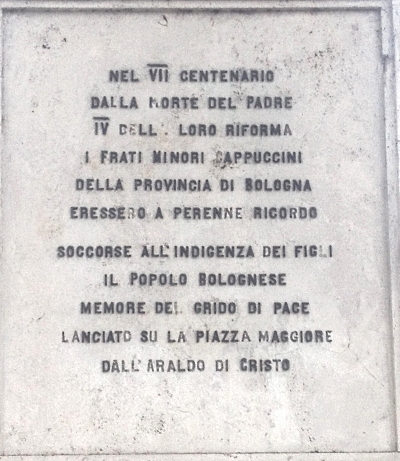 NEL VII CENTENARIO
DALLA MORTE DEL PADRE
IV DELLA LORO RIFORMA
I FRATI MINORI CAPPUCCINI
DELLA PROVINCIA DI BOLOGNA
ERESSERO A PERENNE RICORDO
SOCCORSE ALL'INDIGENZA DEI FIGLI
IL POPOLO BOLOGNESE
MEMORE DEL GRIDO DI PACE
LANCIATO SU LA PIAZZA MAGGIORE
DALL'ARALDO DI CRISTO